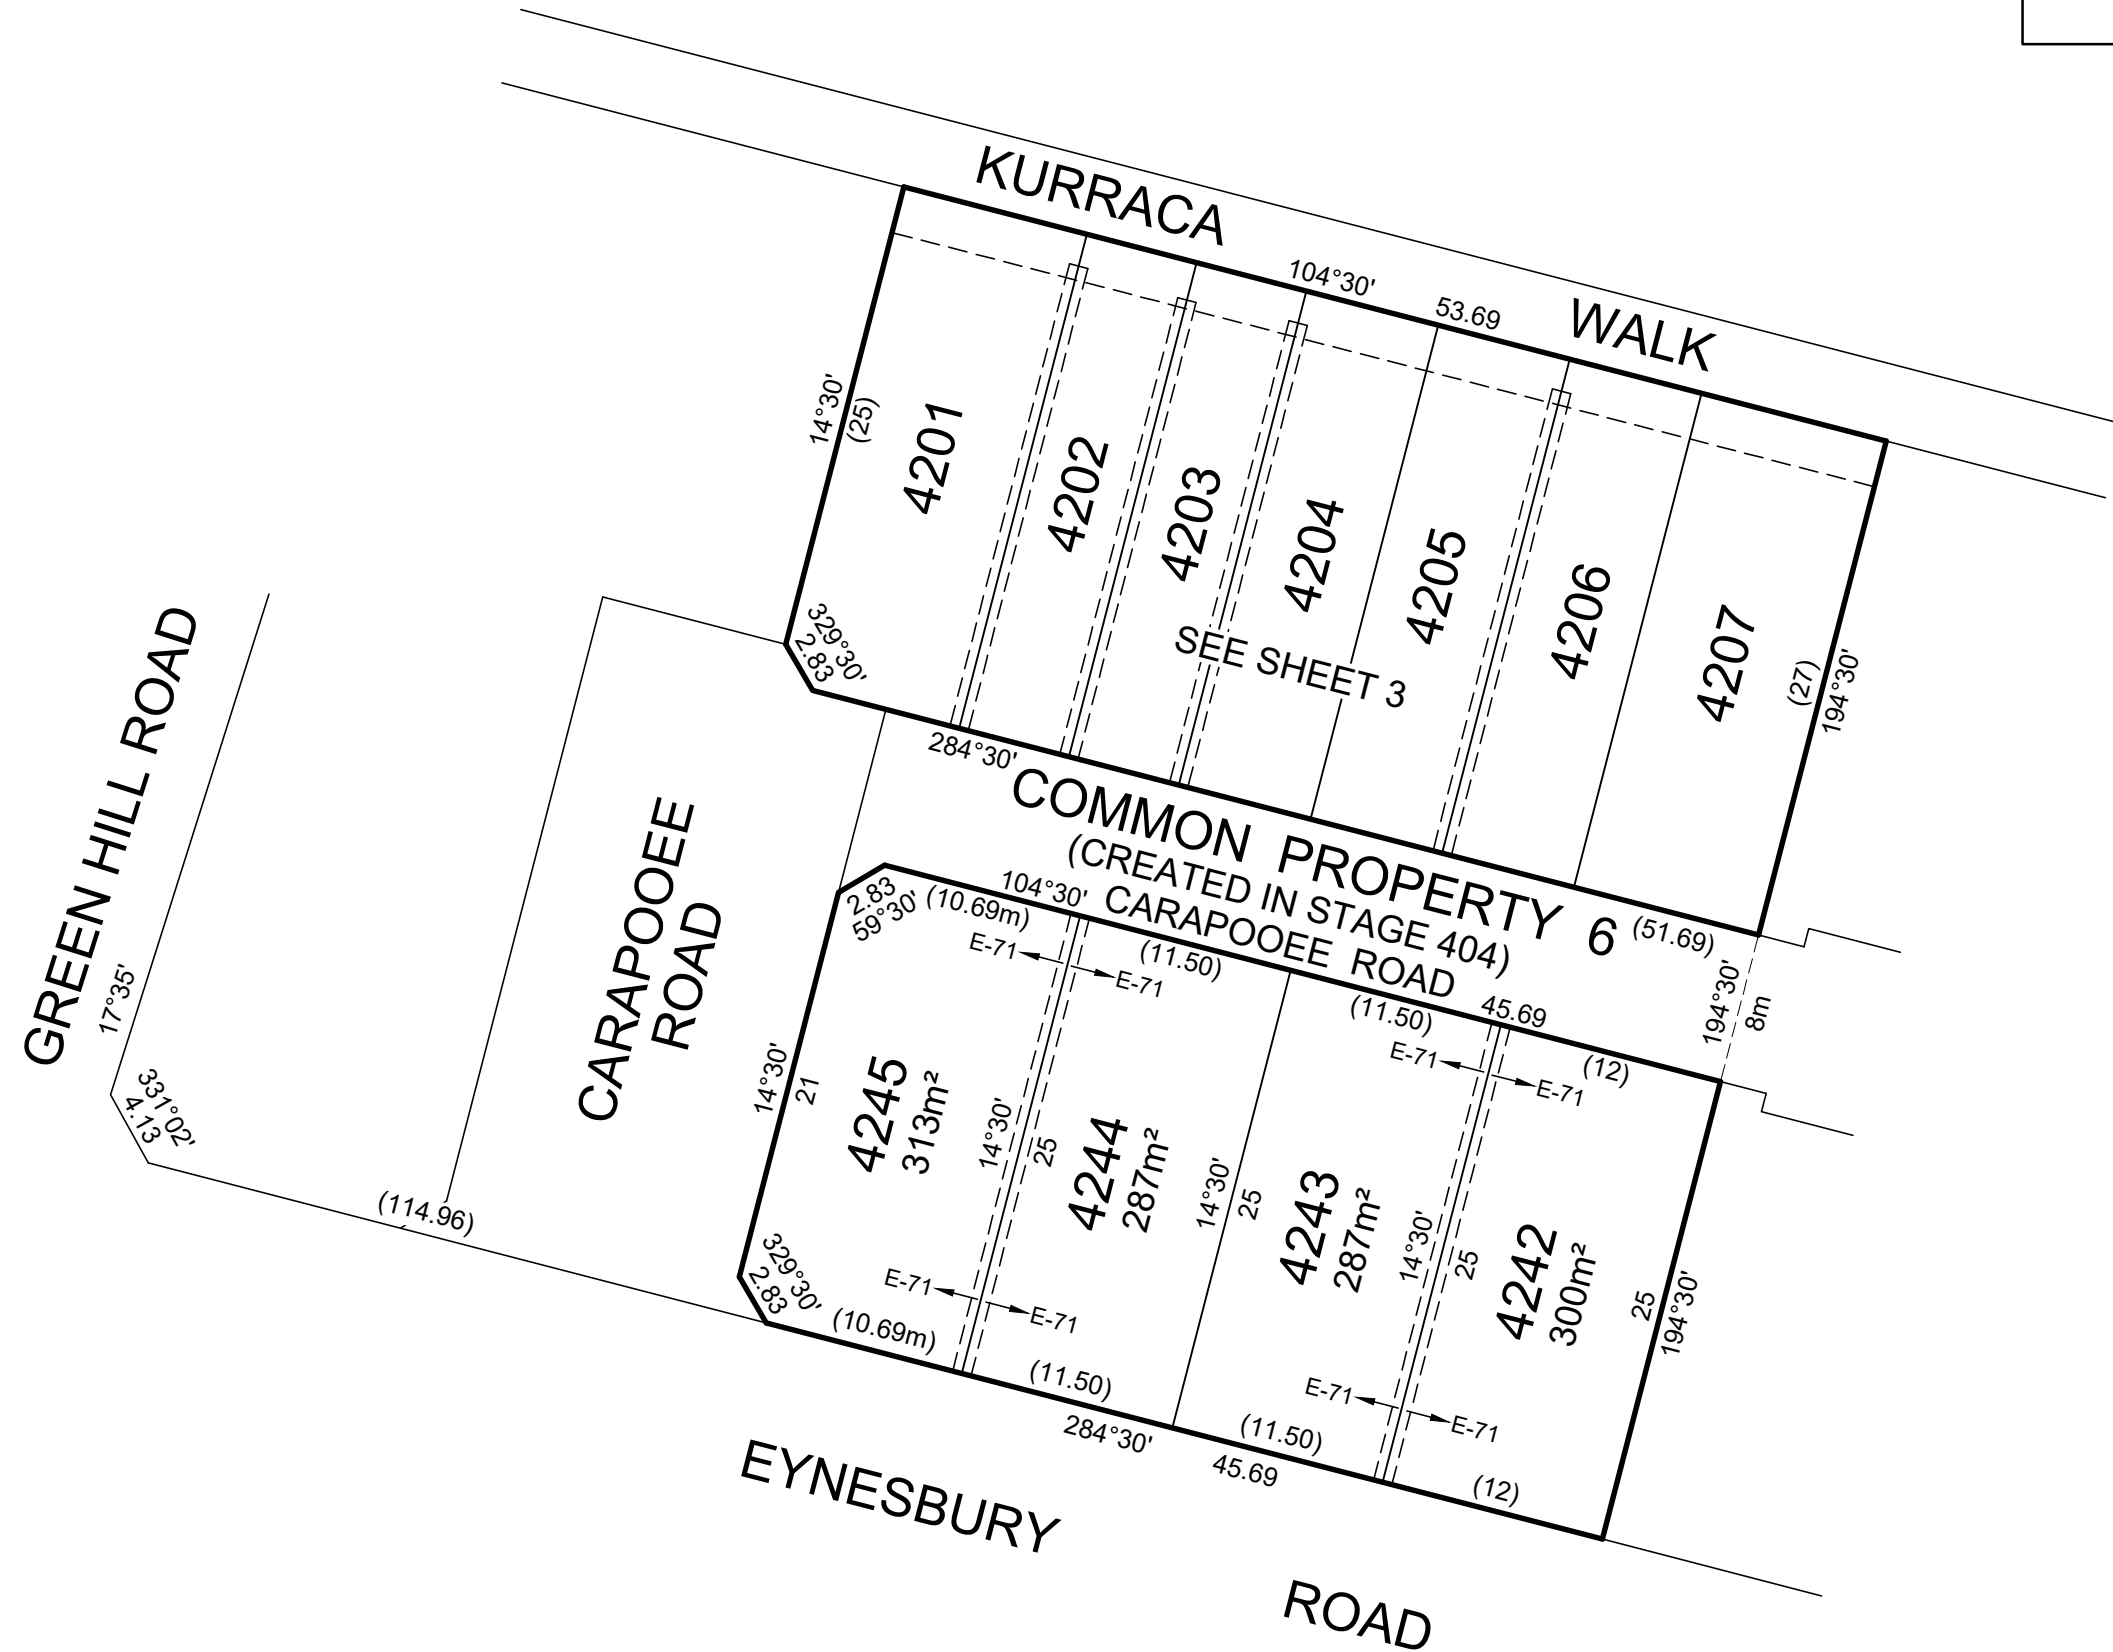 KURRACA
104°30'
53.69
WALK
14°30'
(25)
4201
4202
4203
4204
4205
4206
4207
SEE SHEET 3
(27)
194°30'
329°30'
2.83
284°30'
COMMON PROPERTY 6
(CREATED IN STAGE 404)
CARAPOOEE ROAD
(51.69)
194°30'
8m
GREEN HILL ROAD
17°35'
331°02'
4.13
(114.96)
CARAPOOEE
ROAD
2.83
59°30'
(10.69m)
104°30'
(11.50)
(11.50)
45.69
(12)
E-71
E-71
E-71
E-71
14°30'
21
4245
313m²
14°30'
25
4244
287m²
14°30'
25
4243
287m²
14°30'
25
4242
300m²
25
194°30'
329°30'
2.83
E-71
E-71
E-71
E-71
(10.69m)
(11.50)
284°30'
(11.50)
45.69
(12)
EYNESBURY
ROAD